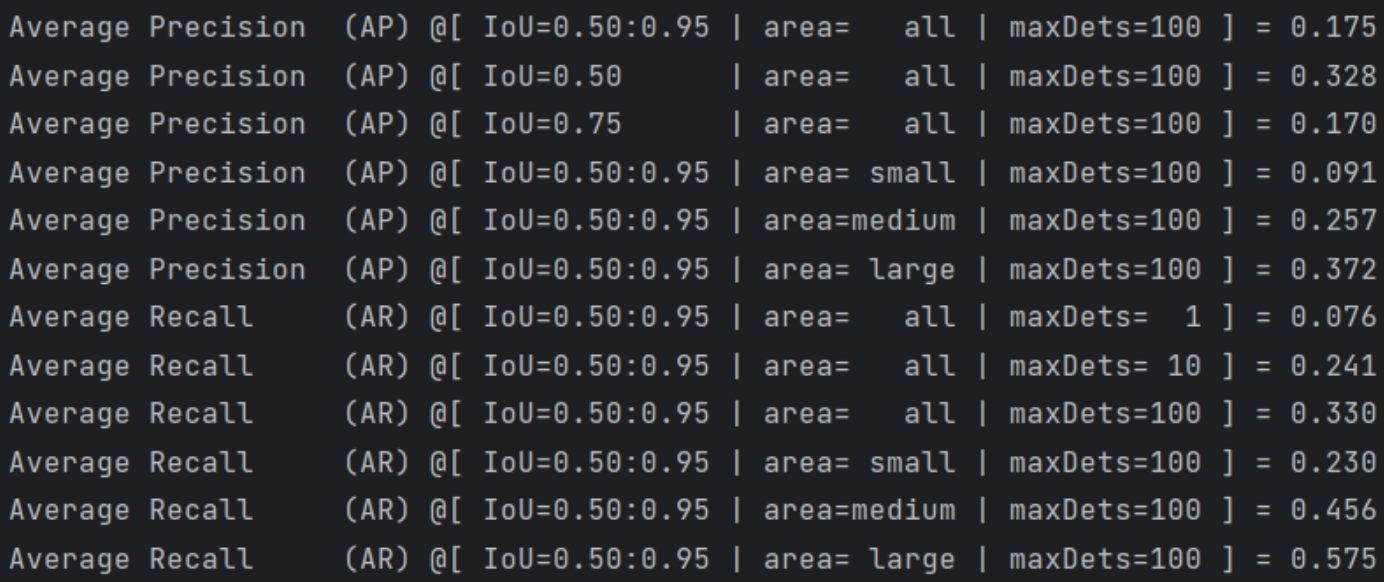 Average Precision  (AP) @[ IoU=0.50:0.95 | area=   all | maxDets=100 ] = 0.175
Average Precision  (AP) @[ IoU=0.50      | area=   all | maxDets=100 ] = 0.328
Average Precision  (AP) @[ IoU=0.75      | area=   all | maxDets=100 ] = 0.170
Average Precision  (AP) @[ IoU=0.50:0.95 | area= small | maxDets=100 ] = 0.091
Average Precision  (AP) @[ IoU=0.50:0.95 | area=medium | maxDets=100 ] = 0.257
Average Precision  (AP) @[ IoU=0.50:0.95 | area= large | maxDets=100 ] = 0.372
Average Recall     (AR) @[ IoU=0.50:0.95 | area=   all | maxDets=  1 ] = 0.076
Average Recall     (AR) @[ IoU=0.50:0.95 | area=   all | maxDets= 10 ] = 0.241
Average Recall     (AR) @[ IoU=0.50:0.95 | area=   all | maxDets=100 ] = 0.330
Average Recall     (AR) @[ IoU=0.50:0.95 | area= small | maxDets=100 ] = 0.230
Average Recall     (AR) @[ IoU=0.50:0.95 | area=medium | maxDets=100 ] = 0.456
Average Recall     (AR) @[ IoU=0.50:0.95 | area= large | maxDets=100 ] = 0.575